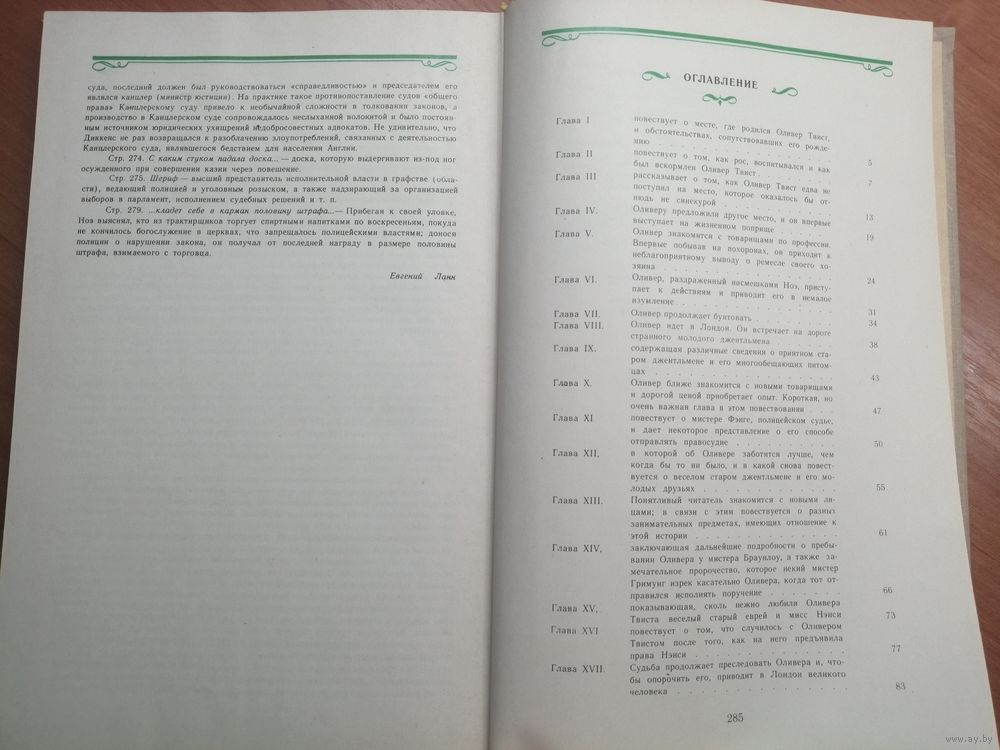 суда, последний должен был руководствоваться «справедливостью» и председателем его
являлся канцлер (министр юстиции). На практике такое противопоставление судов «общего
права» Канцлерскому суду привело к необычайной сложности в толковании законов, а
производство в Канцлерском суде сопровождалось неслыханной волокитой и было постоян-
ным источником юридических ухищрений недобросовестных адвокатов. Не удивительно, что
Диккенс не раз возвращался к разоблачению злоупотреблений, связанных с деятельностью
Канцлерского суда, являвшегося бедствием для населения Англии.
Стр. 274. С каким стуком падала доска... — доска, которую выдергивают из-под ног
осужденного при совершении казни через повешение.
Стр. 275. Шериф — высший представитель исполнительной власти в графстве (обла-
сти), ведающий полицией и уголовным розыском, а также надзирающий за организацией
выборов в парламент, исполнением судебных решений и т. п.
Стр. 279. ...кладет себе в карман половину штрафа... — Прибегая к своей уловке,
Ноэ выяснял, кто из трактирщиков торгует спиртными напитками по воскресеньям, покуда
не кончилось богослужение в церквах, что запрещалось полицейскими властями; донося
полиции о нарушении закона, он получал от последней награду в размере половины
штрафа, взимаемого с торговца.
Евгений Ланн
ОГЛАВЛЕНИЕ
Глава I повествует о месте, где родился Оливер Твист,
и обстоятельствах, сопутствовавших его рожде-
нию . . . . . . . . . . . . . . 5
Глава II повествует о том, как рос, воспитывался и как
был вскормлен Оливер Твист . . . . . . 7
Глава III рассказывает о том, как Оливер Твист едва не
поступил на место, которое оказалось бы от-
нюдь не синекурой . . . . . . . . . 13
Глава IV. Оливеру предложили другое место, и он впервые
выступает на жизненном поприще . . . . . 19
Глава V. Оливер знакомится с товарищами по профессии.
Впервые побывав на похоронах, он приходит к
неблагоприятному выводу о ремесле своего хо-
зяина . . . . . . . . . . . . . . 24
Глава VI. Оливер, раздраженный насмешками Ноэ, присту-
пает к действиям и приводит его в немалое
изумление . . . . . . . . . . . . 31
Глава VII. Оливер продолжает бунтовать . . . . . . . 34
Глава VIII. Оливер идет в Лондон. Он встречает на дороге
странного молодого джентльмена . . . . . 38
Глава IX. содержащая различные сведения о приятном ста-
ром джентльмене и его многообещающих питом-
цах . . . . . . . . . . . . . . . 43
Глава X. Оливер ближе знакомится с новыми товарищами
и дорогой ценой приобретает опыт. Короткая, но
очень важная глава в этом повествовании . . . 47
Глава XI повествует о мистере Фэнге, полицейском судье,
и дает некоторое представление о его способе
отправлять правосудие . . . . . . . . . 50
Глава XII, в которой об Оливере заботятся лучше, чем
когда бы то ни было, и в какой снова повест-
вуется о веселом старом джентльмене и его мо-
лодых друзьях . . . . . . . . . . . 55
Глава XIII. Понятливый читатель знакомится с новыми ли-
цами; в связи с этим повествуется о разных
занимательных предметах, имеющих отношение к
этой истории . . . . . . . . . . . . 61
Глава XIV, заключающая дальнейшие подробности о пребы-
вании Оливера у мистера Браунлоу, а также за-
мечательное пророчество, которое некий мистер
Гримуиг изрек касательно Оливера, когда тот от-
правился исполнять поручение . . . . . . . 66
Глава XV, показывающая, сколь нежно любили Оливера
Твиста веселый старый еврей и мисс Нэнси 73
Глава XVI повествует о том, что случилось с Оливером
Твистом после того, как на него предъявила
права Нэнси . . . . . . . . . . . . 77
Глава XVII. Судьба продолжает преследовать Оливера и, что-
бы опорочить его, приводит в Лондон великого
человека . . . . . . . . . . . . . 83
285
www.ay.by